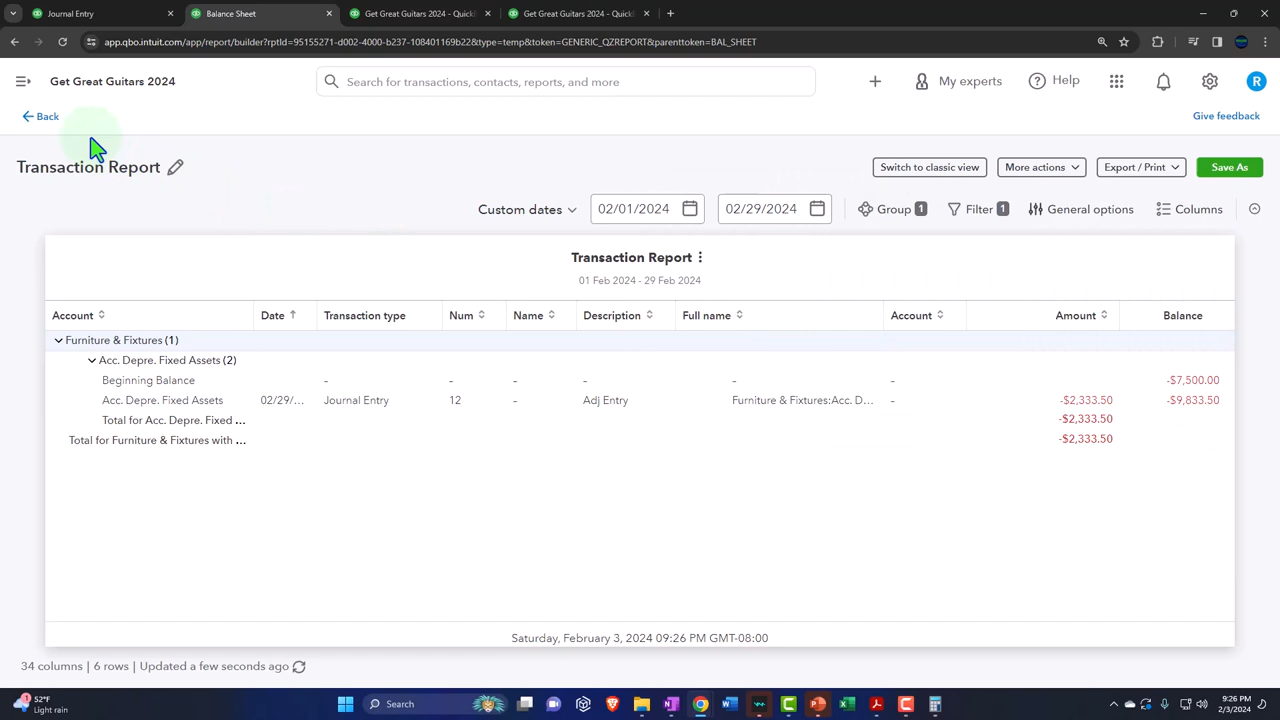 Journal Entry
Balance Sheet
Get Great Guitars 2024 - QuickB
Get Great Guitars 2024 - QuickB
app.qbo.intuit.com/app/report/builder?rptId=95155271-d002-4000-b237-108401169b22&type=temp&token=GENERIC_QZREPORT&parenttoken=BAL_SHEET
Get Great Guitars 2024
Search for transactions, contacts, reports, and more
My experts
Help
R
Back
Give feedback
Transaction Report
Switch to classic view
More actions
Export / Print
Save As
Custom dates
02/01/2024
02/29/2024
Group 1
Filter 1
General options
Columns
Transaction Report
01 Feb 2024 - 29 Feb 2024
Account Date Transaction type Num Name Description Full name Account Amount Balance
Furniture & Fixtures (1)
Acc. Depre. Fixed Assets (2)
Beginning Balance – – – – – – -$7,500.00
Acc. Depre. Fixed Assets 02/29/... Journal Entry 12 – Adj Entry Furniture & Fixtures:Acc. D... – -$2,333.50 -$9,833.50
Total for Acc. Depre. Fixed ... -$2,333.50
Total for Furniture & Fixtures with ... -$2,333.50
Saturday, February 3, 2024 09:26 PM GMT-08:00
34 columns | 6 rows | Updated a few seconds ago
1
52°F
Light rain
Search
9:26 PM
2/3/2024